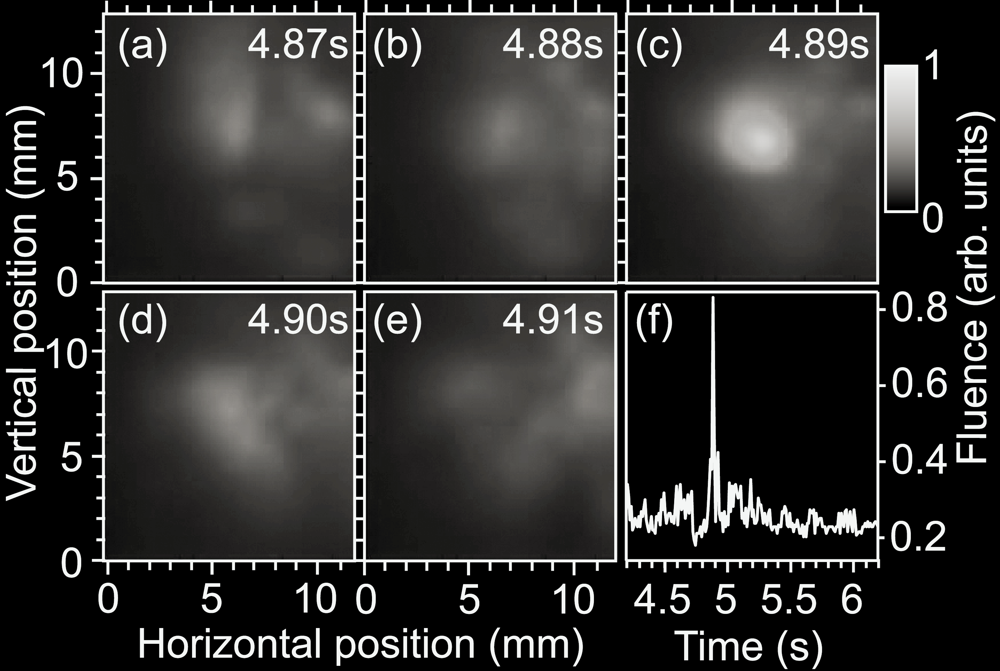 (a) 4.87s
(b) 4.88s
(c) 4.89s
10
5
0
1
0
Vertical position (mm)
Fluence (arb. units)
(d) 4.90s
(e) 4.91s
(f)
10
5
0
0.8
0.6
0.4
0.2
0 5 10
0 5 10
4.5 5 5.5 6
Horizontal position (mm)
Time (s)